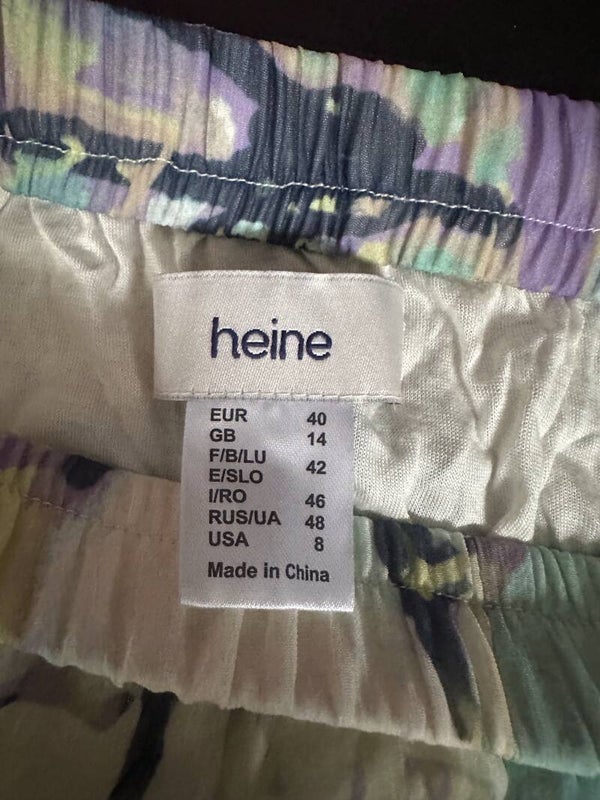 heine
EUR 40
GB 14
F/B/LU
E/SLO 42
I/RO 46
RUS/UA 48
USA 8
Made in China